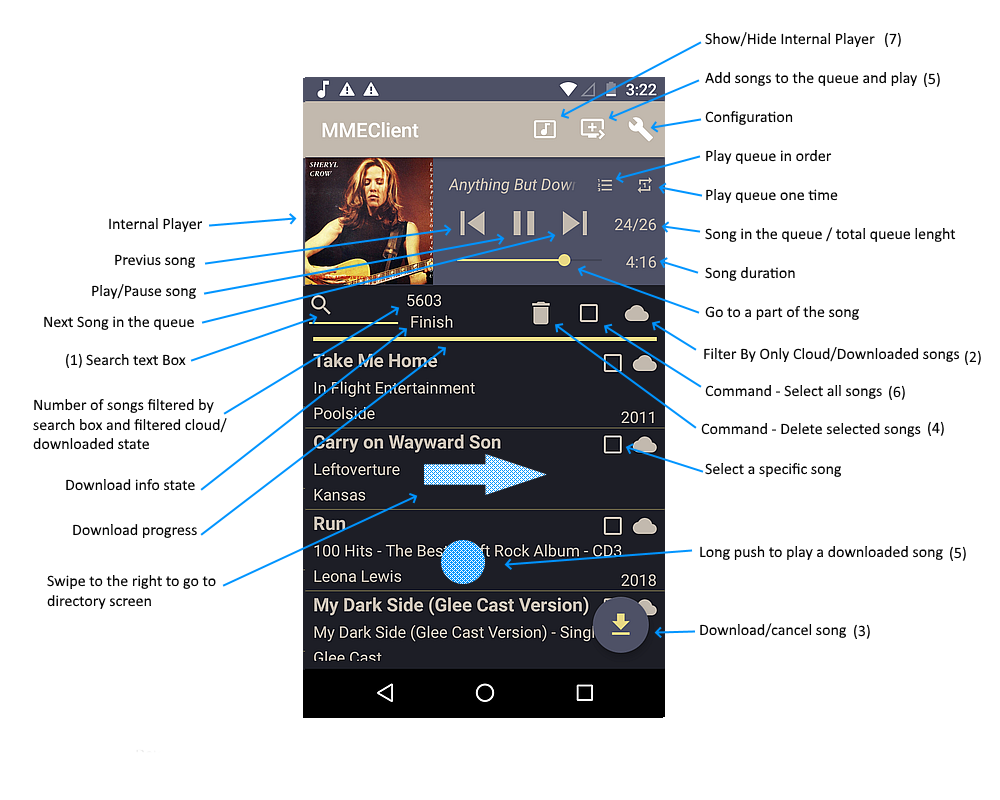 Show/Hide Internal Player (7)
Add songs to the queue and play (5)
Configuration
Play queue in order
Play queue one time
Song in the queue / total queue lenght
Song duration
Go to a part of the song
Filter By Only Cloud/Downloaded songs (2)
Command - Select all songs (6)
Command - Delete selected songs (4)
Select a specific song
Long push to play a downloaded song (5)
Download/cancel song (3)
Internal Player
Previus song
Play/Pause song
Next Song in the queue
(1) Search text Box
Number of songs filtered by
search box and filtered cloud/
downloaded state
Download info state
Download progress
Swipe to the right to go to
directory screen
3:22
MMEClient
SHERYL
CROW
Anything But Dow
24/26
4:16
5603
Finish
Take Me Home
In Flight Entertainment
Poolside
2011
Carry on Wayward Son
Leftoverture
Kansas
Run
100 Hits - The Best ft Rock Album - CD3
Leona Lewis
2018
My Dark Side (Glee Cast Version)
My Dark Side (Glee Cast Version) - Singl
Glee Cast